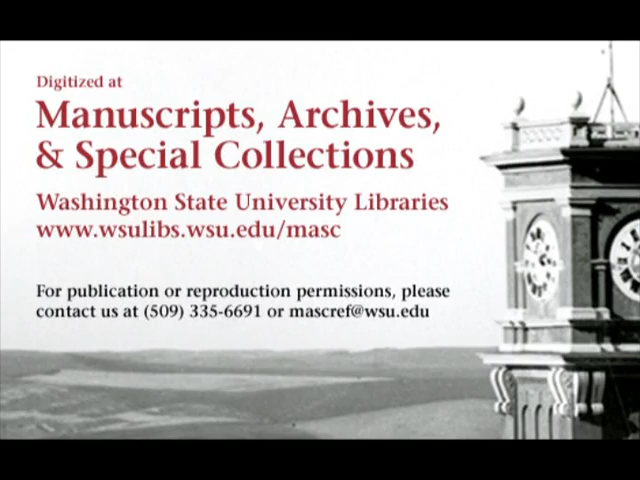 Digitized at
Manuscripts, Archives,
& Special Collections
Washington State University Libraries
www.wsulibs.wsu.edu/masc
For publication or reproduction permissions, please
contact us at (509) 335-6691 or mascref@wsu.edu